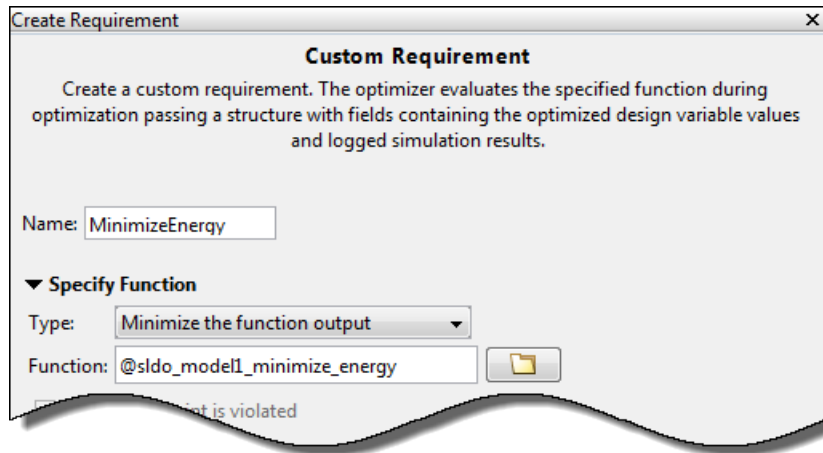 Create Requirement
Custom Requirement
Create a custom requirement. The optimizer evaluates the specified function during
optimization passing a structure with fields containing the optimized design variable values
and logged simulation results.
Name: MinimizeEnergy
Specify Function
Type: Minimize the function output
Function: @sldo_model1_minimize_energy
is violated